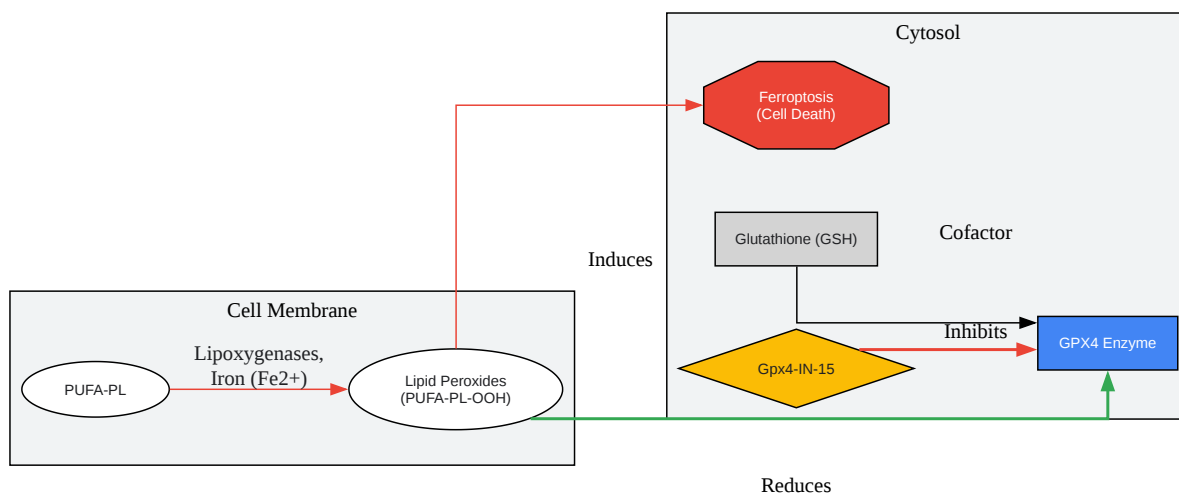 Cytosol
Ferroptosis
(Cell Death)
Glutathione (GSH)
Cofactor
Induces
Cell Membrane
Inhibits
GPX4 Enzyme
Lipoxygenases,
Iron (Fe2+)
PUFA-PL
Lipid Peroxides
(PUFA-PL-OOH)
Gpx4-IN-15
Reduces